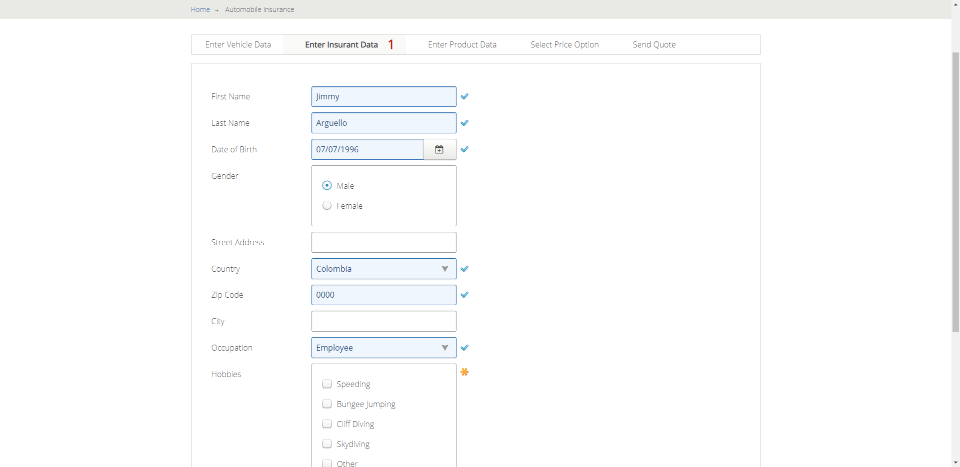 Home → Automobile Insurance
Enter Vehicle Data Enter Insurant Data 1 Enter Product Data Select Price Option Send Quote
First Name Jimmy
Last Name Arguello
Date of Birth 07/07/1996
Gender
Male
Female
Street Address
Country Colombia
Zip Code 0000
City
Occupation Employee
Hobbies
Speeding
Bungee Jumping
Cliff Diving
Skydiving
Other